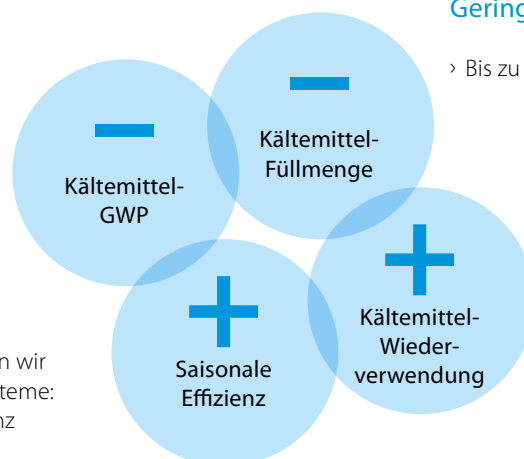 Gering
› Bis zu
Kältemittel-
Füllmenge
Kältemittel-
GWP
Kältemittel-
Wieder-
verwendung
Saisonale
Effizienz
n wir
teme:
nz